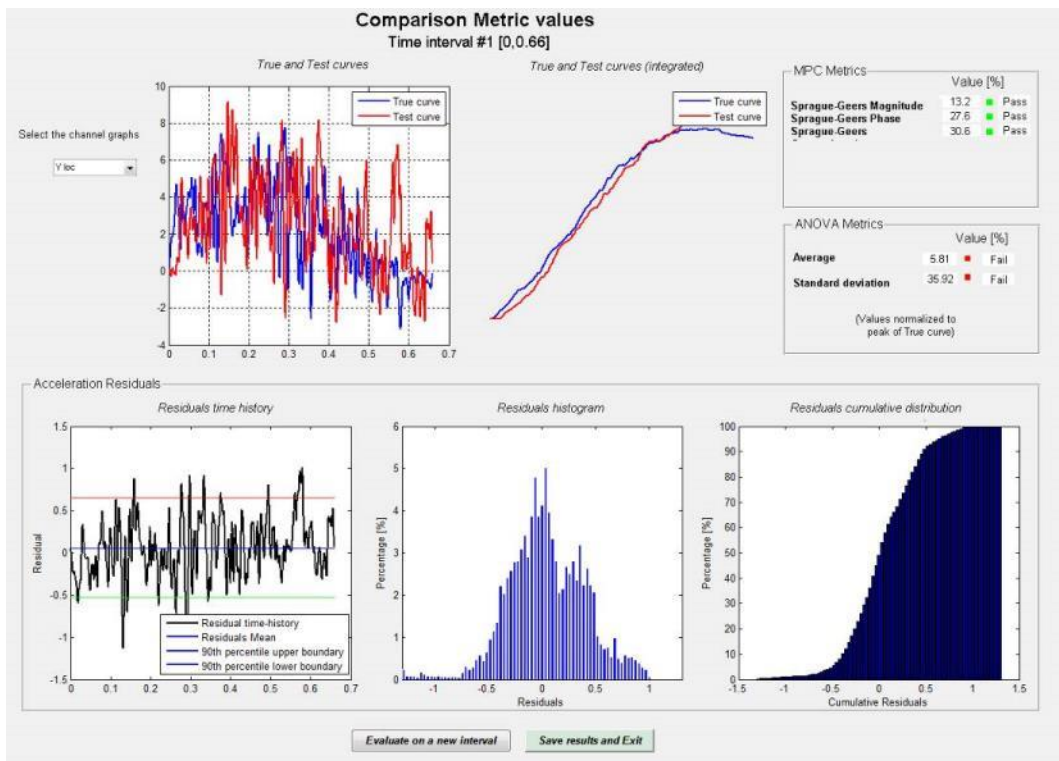 Comparison Metric values
Time interval #1 [0,0.66]
True and Test curves
True and Test curves (integrated)
Select the channel graphs
Y loc
10
8
6
4
2
0
-2
-4
0 0.1 0.2 0.3 0.4 0.5 0.6 0.7
True curve
Test curve
True curve
Test curve
MPC Metrics
Value [%]
Sprague-Geers Magnitude 13.2 Pass
Sprague-Geers Phase 27.6 Pass
Sprague-Geers 30.6 Pass
ANOVA Metrics
Value [%]
Average 5.81 Fail
Standard deviation 35.92 Fail
(Values normalized to
peak of True curve)
Acceleration Residuals
Residuals time history
1.5
1
0.5
0
-0.5
-1
-1.5
Residual
0 0.1 0.2 0.3 0.4 0.5 0.6 0.7
Residual time-history
Residuals Mean
90th percentile upper boundary
90th percentile lower boundary
Residuals histogram
6
5
4
3
2
1
0
Percentage [%]
-1 -0.5 0 0.5 1
Residuals
Residuals cumulative distribution
100
90
80
70
60
50
40
30
20
10
0
Percentage [%]
-1.5 -1 -0.5 0 0.5 1 1.5
Cumulative Residuals
Evaluate on a new interval
Save results and Exit